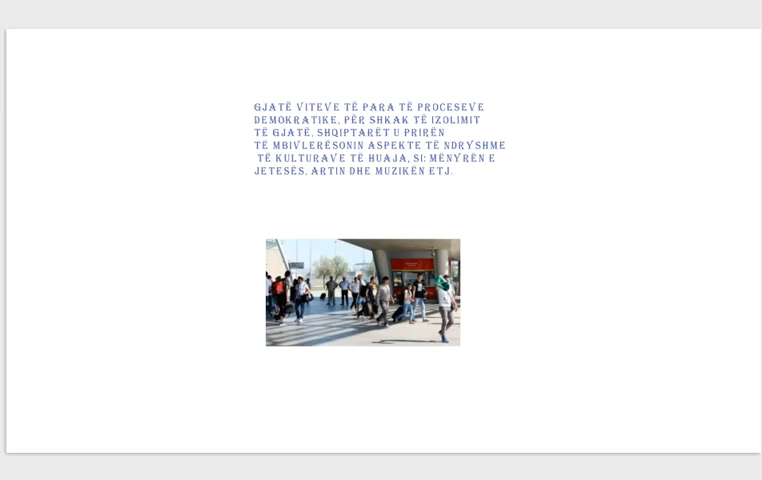 GJATË VITEVE TË PARA TË PROCESEVE
DEMOKRATIKE, PËR SHKAK TË IZOLIMIT
TË GJATË, SHQIPTARËT U PRIRËN
TË MBIVLERËSONIN ASPEKTE TË NDRYSHME
TË KULTURAVE TË HUAJA, SI: MËNYRËN E
JETESËS, ARTIN DHE MUZIKËN ETJ.